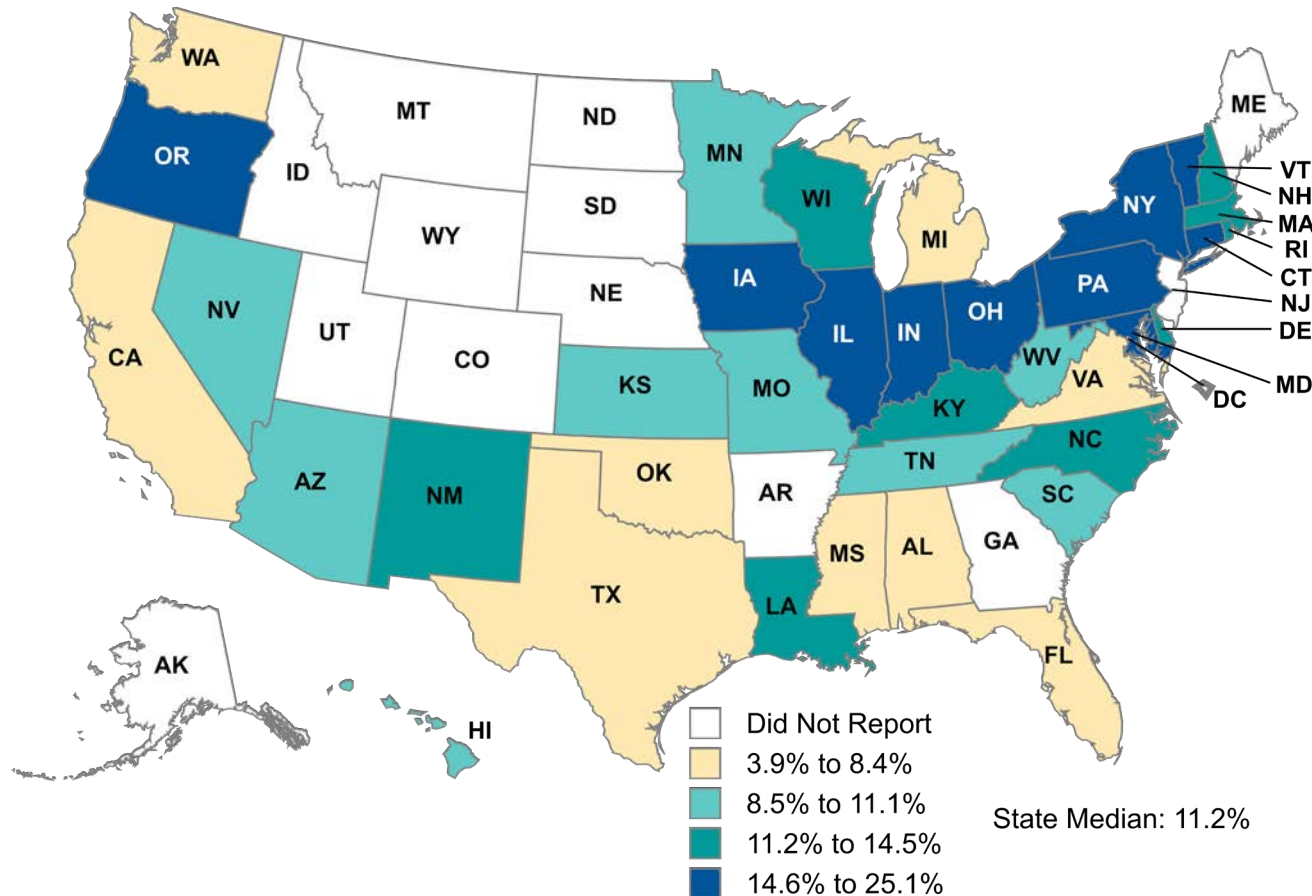 WA
MT
ND
ME
OR
ID
MN
VT
NH
SD
WI
NY
MA
WY
MI
RI
CT
NE
IA
PA
NJ
NV
UT
IL
IN
OH
DE
CA
CO
KS
MO
WV
VA
MD
DC
KY
NC
AZ
NM
OK
TN
AR
SC
MS
AL
GA
TX
LA
FL
AK
HI
Did Not Report
3.9% to 8.4%
8.5% to 11.1%
State Median: 11.2%
11.2% to 14.5%
14.6% to 25.1%